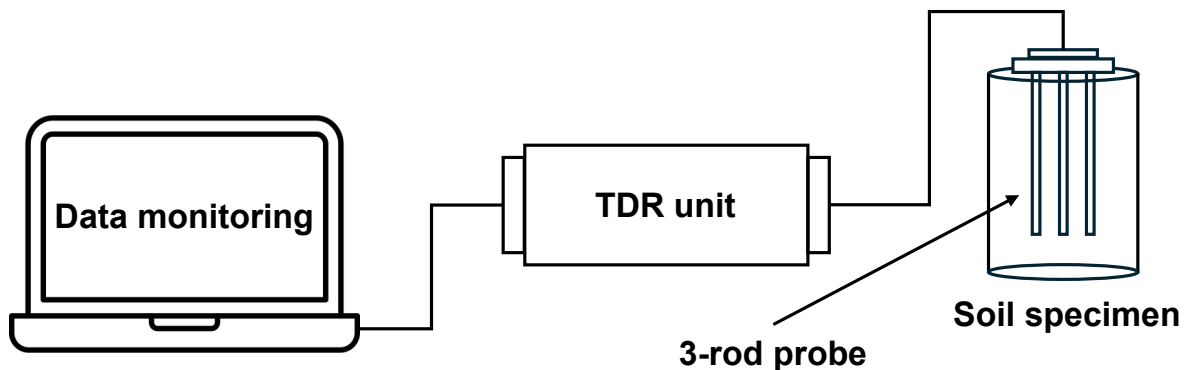 Data monitoring
TDR unit
Soil specimen
3-rod probe